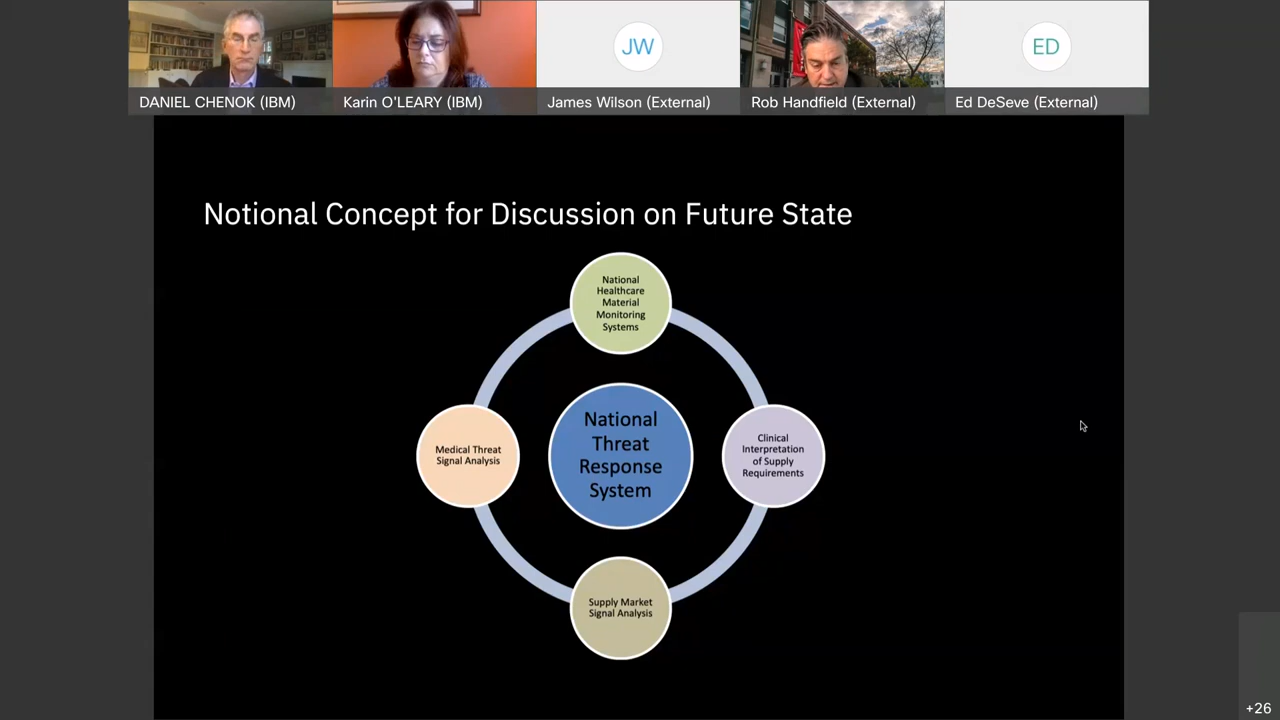 JW
ED
DANIEL CHENOK (IBM)
Karin O'LEARY (IBM)
James Wilson (External)
Rob Handfield (External)
Ed DeSeve (External)
Notional Concept for Discussion on Future State
National
Healthcare
Material
Monitoring
Systems
National
Threat
Response
System
Medical Threat
Signal Analysis
Clinical
Interpretation
of Supply
Requirements
Supply Market
Signal Analysis
+26